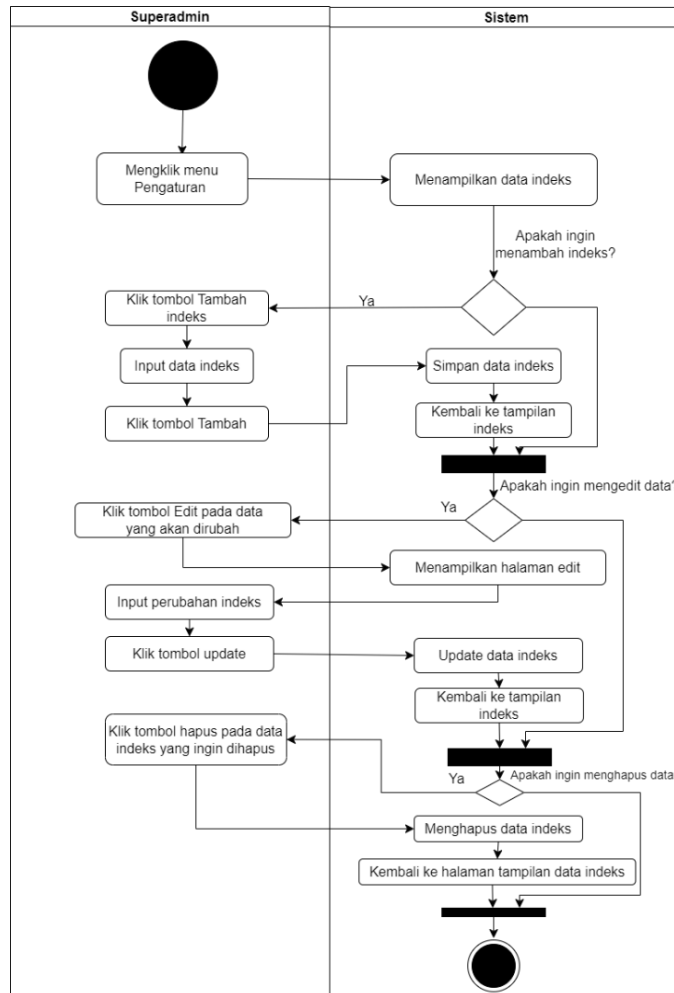 Superadmin
Sistem
Mengklik menu
Pengaturan
Menampilkan data indeks
Apakah ingin
menambah indeks?
Klik tombol Tambah
indeks
Ya
Input data indeks
Simpan data indeks
Klik tombol Tambah
Kembali ke tampilan
indeks
Apakah ingin mengedit data?
Klik tombol Edit pada data
yang akan dirubah
Ya
Menampilkan halaman edit
Input perubahan indeks
Klik tombol update
Update data indeks
Kembali ke tampilan
indeks
Klik tombol hapus pada data
indeks yang ingin dihapus
Ya
Apakah ingin menghapus data
Menghapus data indeks
Kembali ke halaman tampilan data indeks